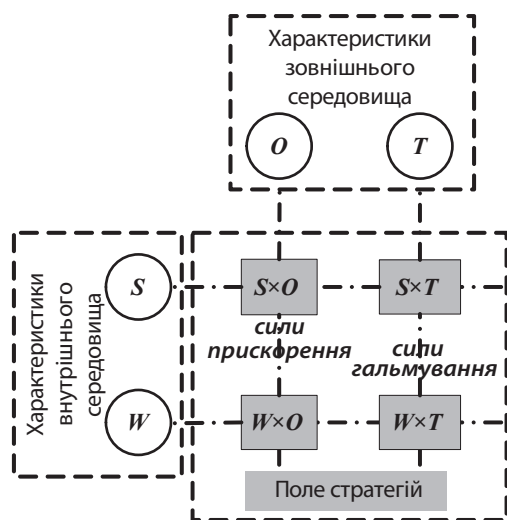 Характеристики
зовнішнього
середовища
O T
Характеристики
внутрішнього
середовища
S S×O S×T
сили
прискорення
сили
гальмування
W W×O W×T
Поле стратегій